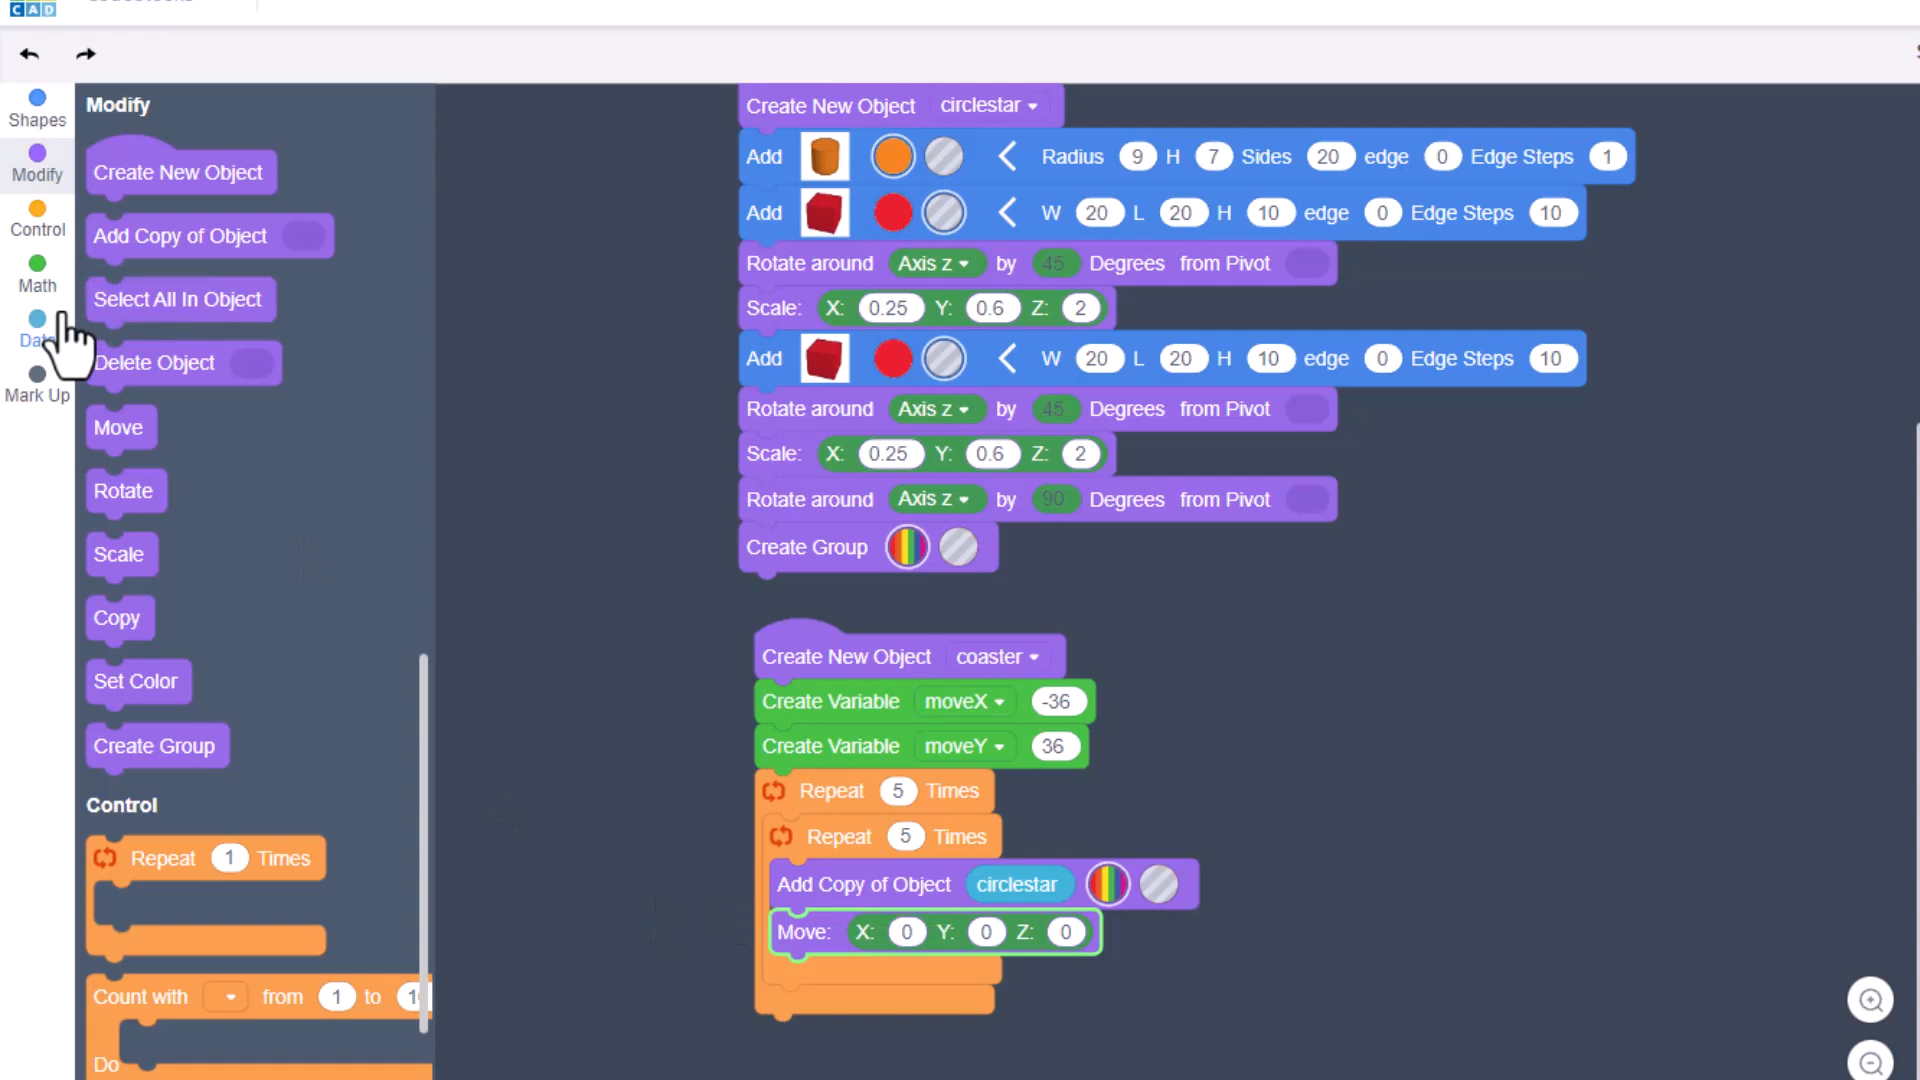 CAD
Modify
Shapes
Modify
Control
Math
Mark Up
Create New Object
Add Copy of Object
Select All In Object
Delete Object
Move
Rotate
Scale
Copy
Set Color
Create Group
Control
Repeat 1 Times
Count with from 1 to
Do
Create New Object circlestar
Add Radius 9 H 7 Sides 20 edge 0 Edge Steps 1
Add W 20 L 20 H 10 edge 0 Edge Steps 10
Rotate around Axis z by 45 Degrees from Pivot
Scale: X: 0.25 Y: 0.6 Z: 2
Add W 20 L 20 H 10 edge 0 Edge Steps 10
Rotate around Axis z by 45 Degrees from Pivot
Scale: X: 0.25 Y: 0.6 Z: 2
Rotate around Axis z by 90 Degrees from Pivot
Create Group
Create New Object coaster
Create Variable moveX -36
Create Variable moveY 36
Repeat 5 Times
Repeat 5 Times
Add Copy of Object circlestar
Move: X: 0 Y: 0 Z: 0